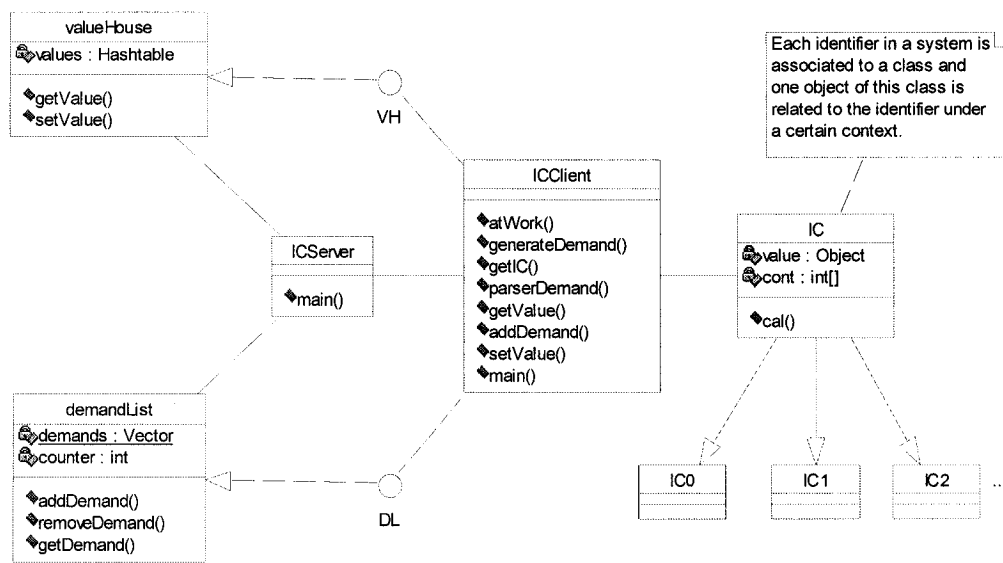 valueHouse
values : Hashtable
getValue()
setValue()
VH
Each identifier in a system is
associated to a class and
one object of this class is
related to the identifier under
a certain context.
ICClient
atWork()
generateDemand()
getIC()
parserDemand()
getValue()
addDemand()
setValue()
main()
ICServer
main()
IC
value : Object
cont : int[]
cal()
demandList
demands : Vector
counter : int
addDemand()
removeDemand()
getDemand()
DL
IC0
IC1
IC2
..